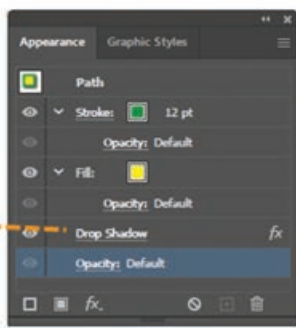 Appearance Graphic Styles
Path
Stroke: 12 pt
Opacity: Default
Fill:
Opacity: Default
Drop Shadow fx
Opacity: Default
fx.